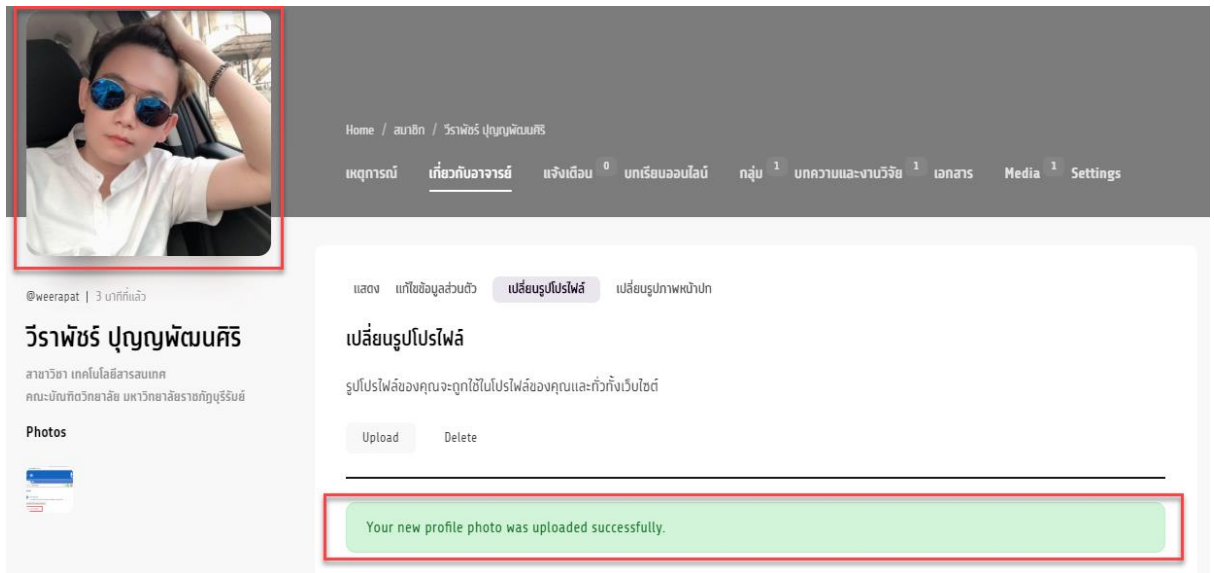 Home / สมาชิก / วีราพัชร์ ปุญญพัฒนศิริ
เหตุการณ์ เกี่ยวกับอาจารย์ แจ้งเตือน 0 บทเรียนออนไลน์ กลุ่ม 1 บทความและงานวิจัย 1 เอกสาร Media 1 Settings
@weerapat | 3 นาทีที่แล้ว
วีราพัชร์ ปุญญพัฒนศิริ
สาขาวิชา เทคโนโลยีสารสนเทศ
คณะบัณฑิตวิทยาลัย มหาวิทยาลัยราชภัฏบุรีรัมย์
Photos
แสดง แก้ไขข้อมูลส่วนตัว เปลี่ยนรูปโปรไฟล์ เปลี่ยนรูปภาพหน้าปก
เปลี่ยนรูปโปรไฟล์
รูปโปรไฟล์ของคุณจะถูกใช้ในโปรไฟล์ของคุณและทั่วทั้งเว็บไซต์
Upload Delete
Your new profile photo was uploaded successfully.